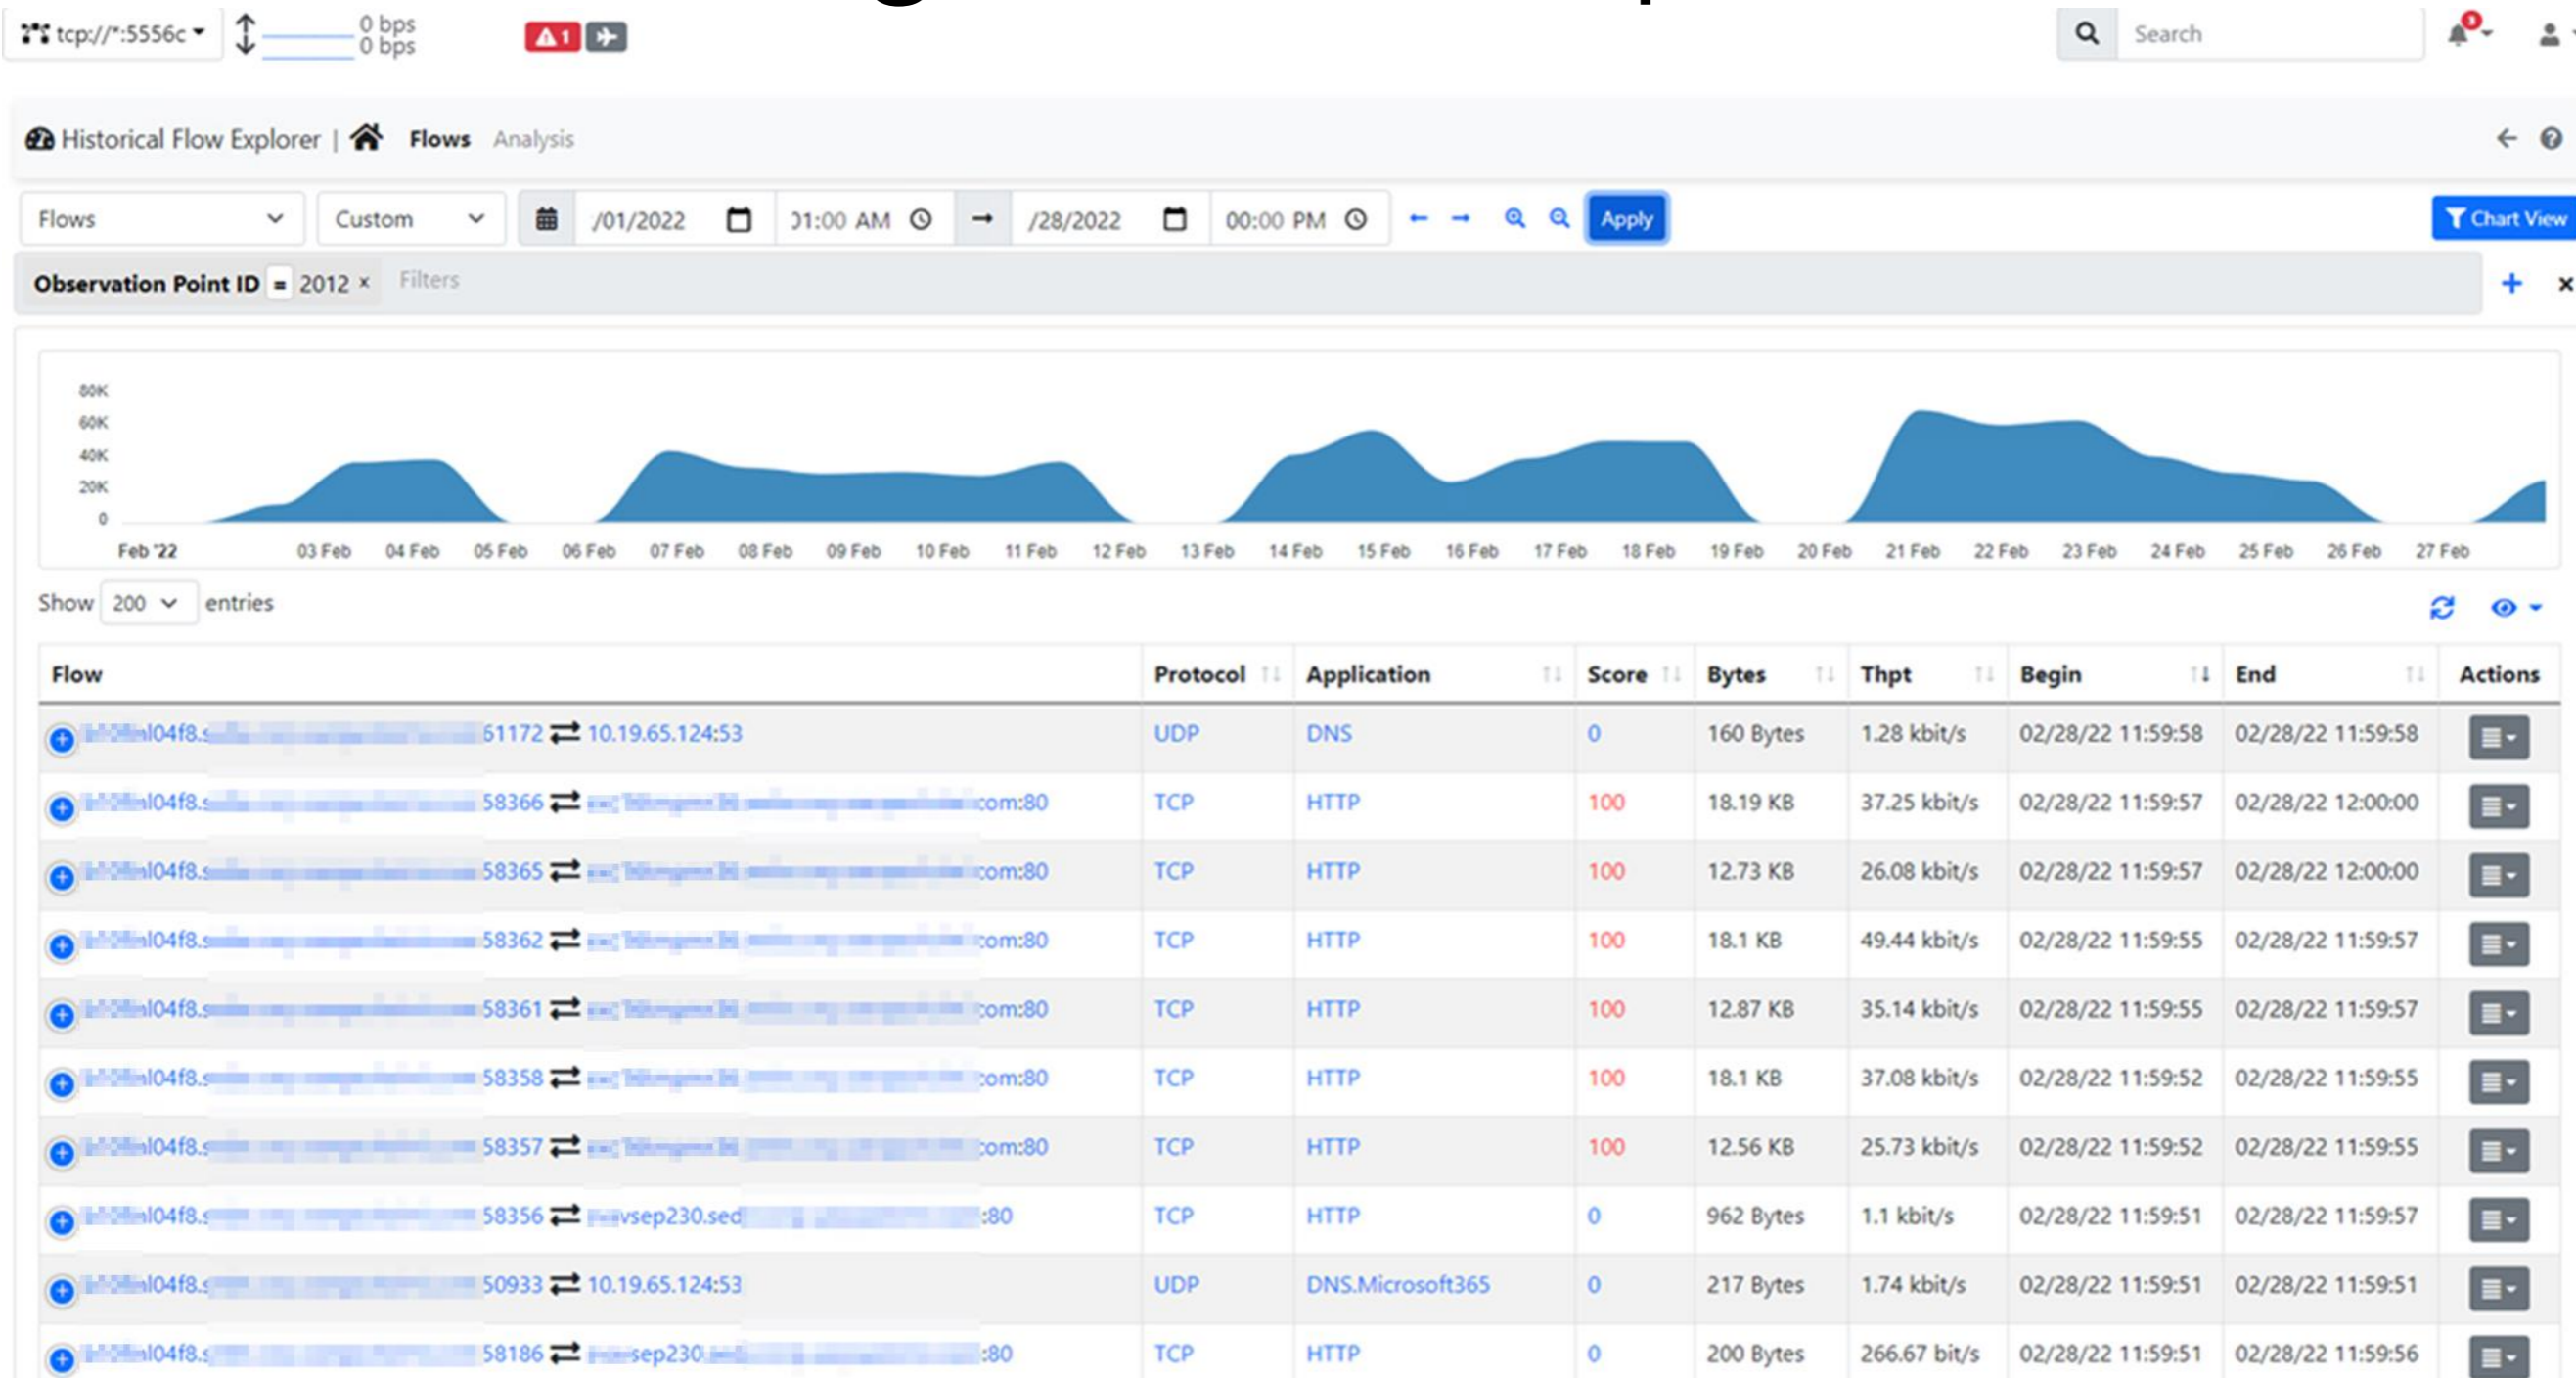 tcp://*:5556c
0 bps
0 bps
1
Search
3
Historical Flow Explorer | Flows Analysis
Flows Custom /01/2022 01:00 AM → /28/2022 00:00 PM Apply Chart View
Observation Point ID = 2012 × Filters
80K
60K
40K
20K
0
Feb '22 03 Feb 04 Feb 05 Feb 06 Feb 07 Feb 08 Feb 09 Feb 10 Feb 11 Feb 12 Feb 13 Feb 14 Feb 15 Feb 16 Feb 17 Feb 18 Feb 19 Feb 20 Feb 21 Feb 22 Feb 23 Feb 24 Feb 25 Feb 26 Feb 27 Feb
Show 200 entries
Flow Protocol Application Score Bytes Thpt Begin End Actions
l04f8. 61172 10.19.65.124:53 UDP DNS 0 160 Bytes 1.28 kbit/s 02/28/22 11:59:58 02/28/22 11:59:58
l04f8. 58366 com:80 TCP HTTP 100 18.19 KB 37.25 kbit/s 02/28/22 11:59:57 02/28/22 12:00:00
l04f8. 58365 com:80 TCP HTTP 100 12.73 KB 26.08 kbit/s 02/28/22 11:59:57 02/28/22 12:00:00
l04f8. 58362 com:80 TCP HTTP 100 18.1 KB 49.44 kbit/s 02/28/22 11:59:55 02/28/22 11:59:57
l04f8. 58361 com:80 TCP HTTP 100 12.87 KB 35.14 kbit/s 02/28/22 11:59:55 02/28/22 11:59:57
l04f8. 58358 com:80 TCP HTTP 100 18.1 KB 37.08 kbit/s 02/28/22 11:59:52 02/28/22 11:59:55
l04f8. 58357 com:80 TCP HTTP 100 12.56 KB 25.73 kbit/s 02/28/22 11:59:52 02/28/22 11:59:55
l04f8. 58356 vsep230.sed :80 TCP HTTP 0 962 Bytes 1.1 kbit/s 02/28/22 11:59:51 02/28/22 11:59:57
l04f8. 50933 10.19.65.124:53 UDP DNS.Microsoft365 0 217 Bytes 1.74 kbit/s 02/28/22 11:59:51 02/28/22 11:59:51
l04f8. 58186 sep230. :80 TCP HTTP 0 200 Bytes 266.67 bit/s 02/28/22 11:59:51 02/28/22 11:59:56